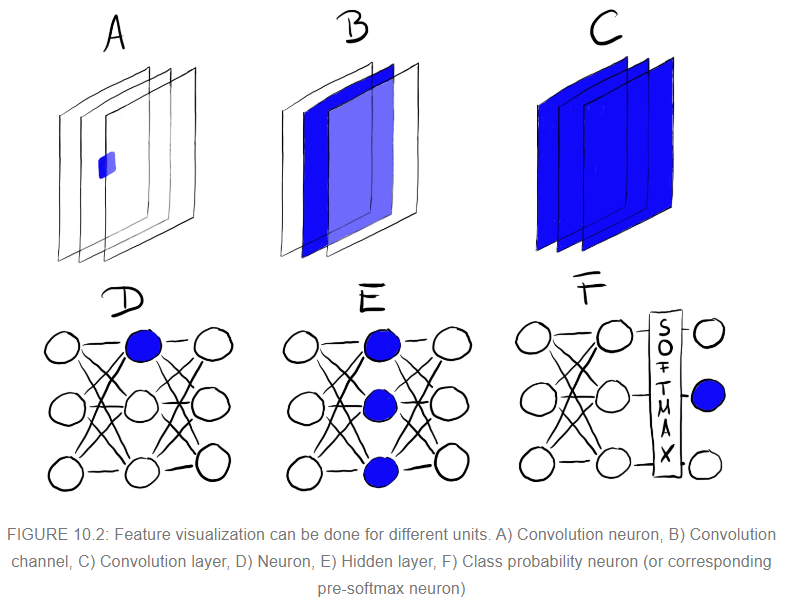 A B C
D E F
SOFTMAX
FIGURE 10.2: Feature visualization can be done for different units. A) Convolution neuron, B) Convolution
channel, C) Convolution layer, D) Neuron, E) Hidden layer, F) Class probability neuron (or corresponding
pre-softmax neuron)